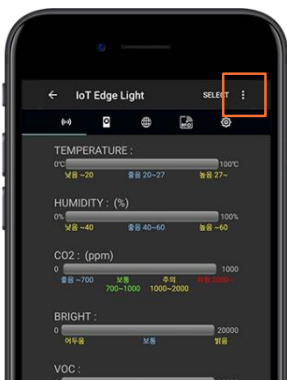 IoT Edge Light SELECT
TEMPERATURE :
0℃ 100℃
낮음 ~20 좋음 20~27 높음 27~
HUMIDITY : (%)
0% 100%
낮음 ~40 좋음 40~60 높음 ~60
CO2 : (ppm)
0 1000
좋음 ~700 보통 주의
700~1000 1000~2000
BRIGHT :
0 20000
어두움 보통 밝음
VOC :